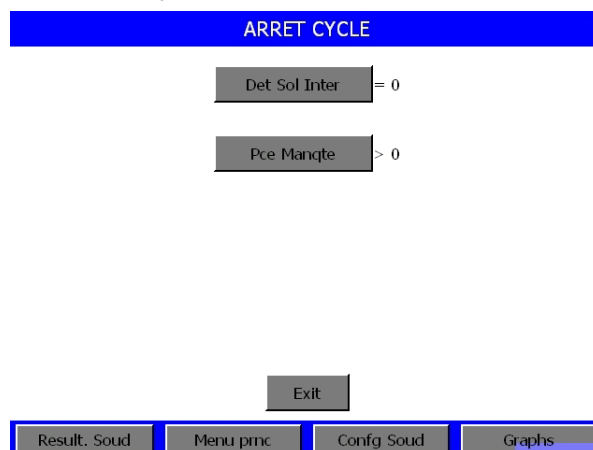 ARRET CYCLE
Det Sol Inter = 0
Pce Manqte > 0
Exit
Result. Soud Menu prnc Confg Soud Graphs